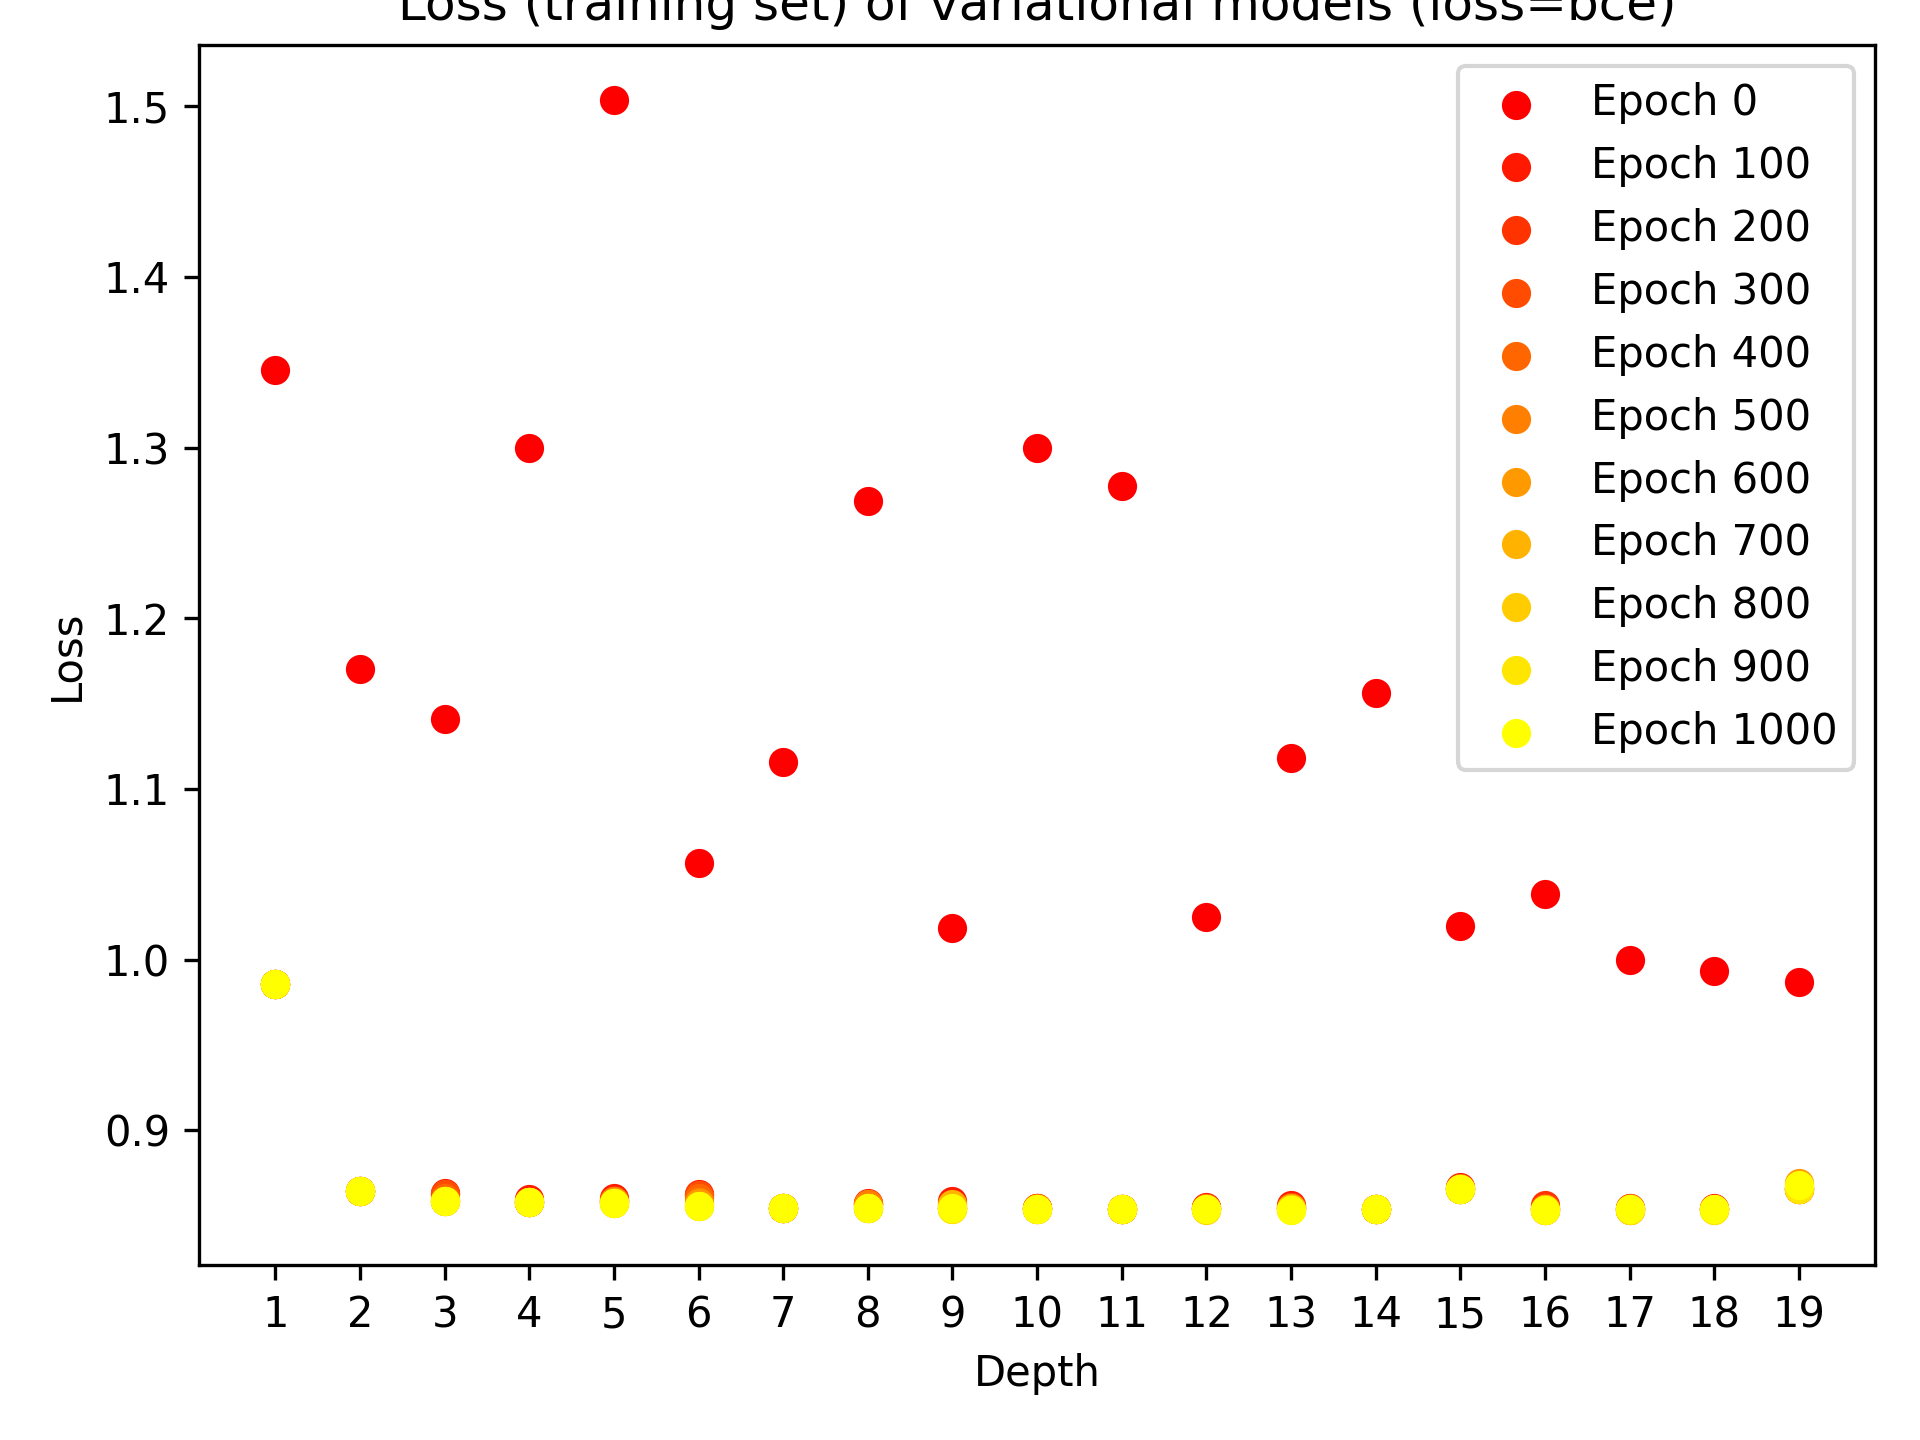 Loss (training set) of variational models (loss=bce)
1.5
1.4
1.3
1.2
1.1
1.0
0.9
Loss
Epoch 0
Epoch 100
Epoch 200
Epoch 300
Epoch 400
Epoch 500
Epoch 600
Epoch 700
Epoch 800
Epoch 900
Epoch 1000
1 2 3 4 5 6 7 8 9 10 11 12 13 14 15 16 17 18 19
Depth